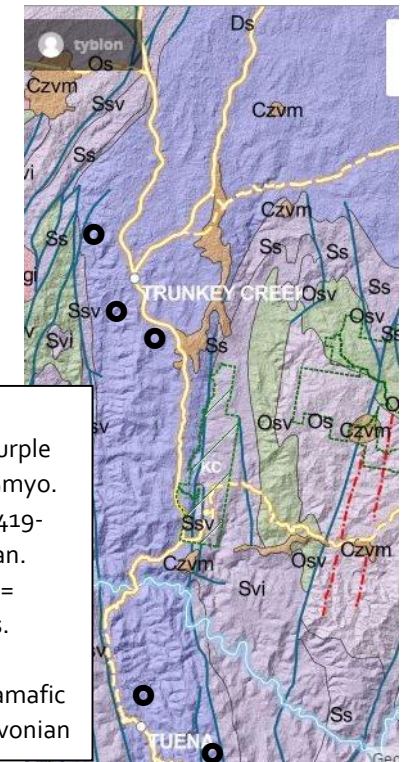 tyblon
Ds
Os
Czvm
Ssv
Czvm
Ss
Czvm
Ss
Ss
Osv
Ss
TRUNKEY CREEK
Ssv
Svi
Osv
Ss
Ss
Osv
Os
Czvm
KC
Ssv
Czvm
Osv
Czvm
Svi
Ss
TUENA
urple
myo.
419-
an.
=
s.
amafic
vonian